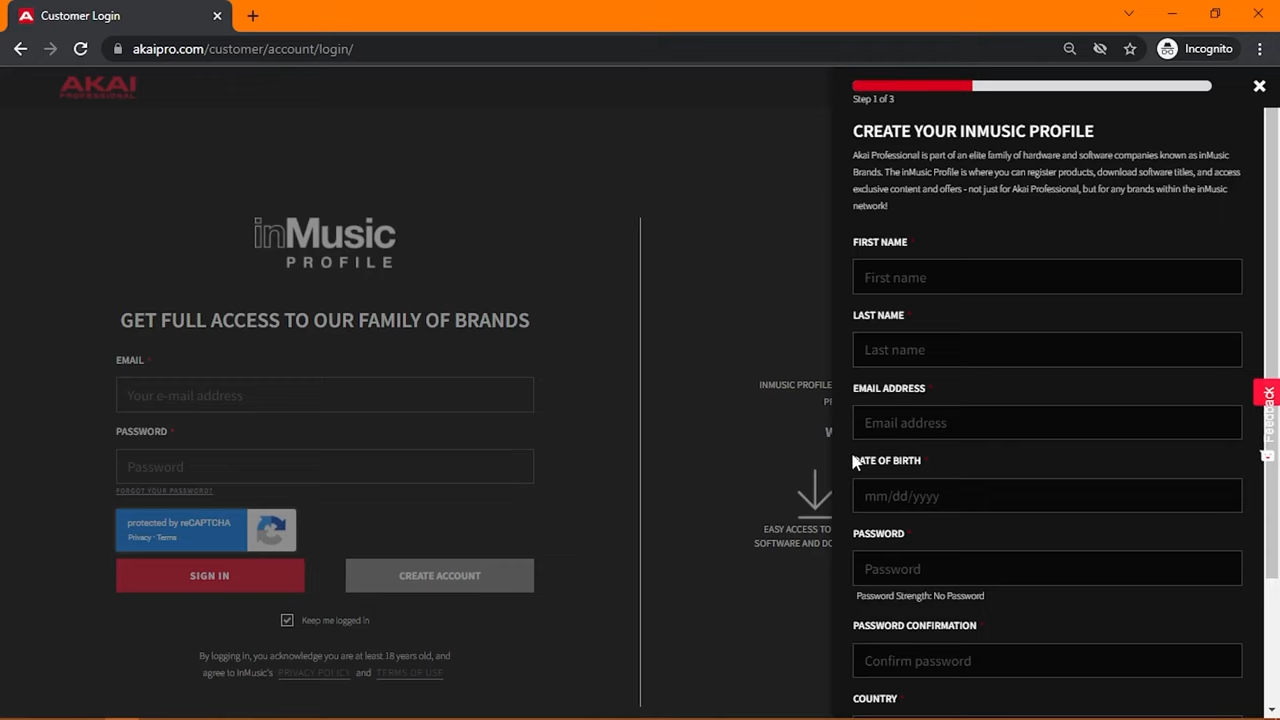 Customer Login
akaipro.com/customer/account/login/
Incognito
AKAI
PROFESSIONAL
inMusic
PROFILE
GET FULL ACCESS TO OUR FAMILY OF BRANDS
EMAIL *
Your e-mail address
PASSWORD *
Password
FORGOT YOUR PASSWORD?
protected by reCAPTCHA
Privacy - Terms
SIGN IN
CREATE ACCOUNT
Keep me logged in
By logging in, you acknowledge you are at least 18 years old, and
agree to InMusic's PRIVACY POLICY and TERMS OF USE
INMUSIC PROFILE
EASY ACCESS TO
SOFTWARE AND DO
Step 1 of 3
CREATE YOUR INMUSIC PROFILE
Akai Professional is part of an elite family of hardware and software companies known as inMusic
Brands. The inMusic Profile is where you can register products, download software titles, and access
exclusive content and offers - not just for Akai Professional, but for any brands within the inMusic
network!
FIRST NAME *
First name
LAST NAME *
Last name
EMAIL ADDRESS *
Email address
DATE OF BIRTH *
mm/dd/yyyy
PASSWORD *
Password
Password Strength: No Password
PASSWORD CONFIRMATION *
Confirm password
COUNTRY *
Feedback